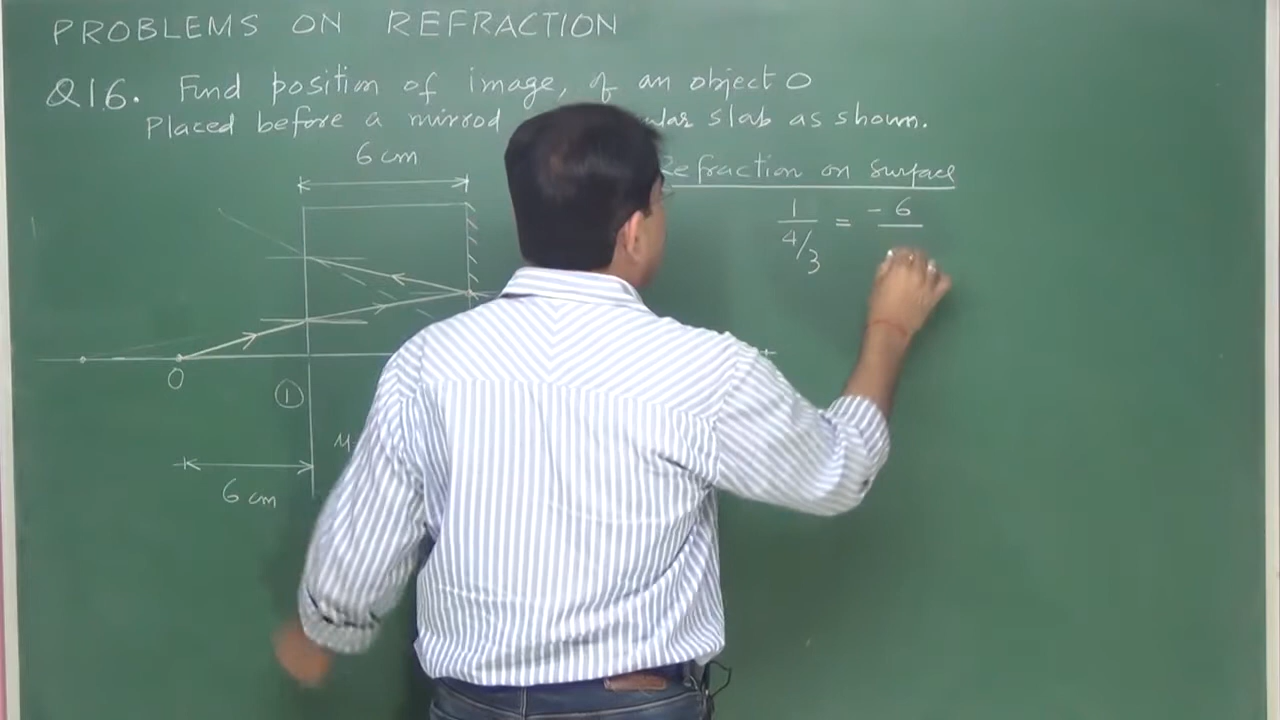 PROBLEMS ON REFRACTION
Q16. Find position of image, of an object O
Placed before a mirrod slab as shown.
6 cm
Refraction on surface
1 / 4/3 = -6
O
1
6 cm